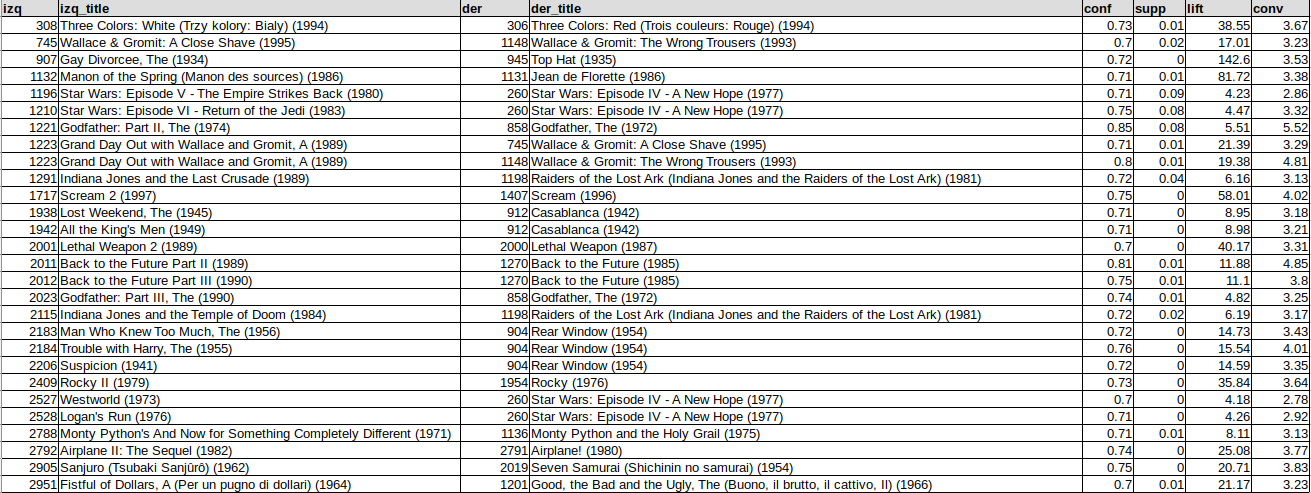 izq izq_title der der_title conf supp lift conv
308 Three Colors: White (Trzy kolory: Bialy) (1994) 306 Three Colors: Red (Trois couleurs: Rouge) (1994) 0.73 0.01 38.55 3.67
745 Wallace & Gromit: A Close Shave (1995) 1148 Wallace & Gromit: The Wrong Trousers (1993) 0.7 0.02 17.01 3.23
907 Gay Divorcee, The (1934) 945 Top Hat (1935) 0.72 0 142.6 3.53
1132 Manon of the Spring (Manon des sources) (1986) 1131 Jean de Florette (1986) 0.71 0.01 81.72 3.38
1196 Star Wars: Episode V - The Empire Strikes Back (1980) 260 Star Wars: Episode IV - A New Hope (1977) 0.71 0.09 4.23 2.86
1210 Star Wars: Episode VI - Return of the Jedi (1983) 260 Star Wars: Episode IV - A New Hope (1977) 0.75 0.08 4.47 3.32
1221 Godfather: Part II, The (1974) 858 Godfather, The (1972) 0.85 0.08 5.51 5.52
1223 Grand Day Out with Wallace and Gromit, A (1989) 745 Wallace & Gromit: A Close Shave (1995) 0.71 0.01 21.39 3.29
1223 Grand Day Out with Wallace and Gromit, A (1989) 1148 Wallace & Gromit: The Wrong Trousers (1993) 0.8 0.01 19.38 4.81
1291 Indiana Jones and the Last Crusade (1989) 1198 Raiders of the Lost Ark (Indiana Jones and the Raiders of the Lost Ark) (1981) 0.72 0.04 6.16 3.13
1717 Scream 2 (1997) 1407 Scream (1996) 0.75 0 58.01 4.02
1938 Lost Weekend, The (1945) 912 Casablanca (1942) 0.71 0 8.95 3.18
1942 All the King's Men (1949) 912 Casablanca (1942) 0.71 0 8.98 3.21
2001 Lethal Weapon 2 (1989) 2000 Lethal Weapon (1987) 0.7 0 40.17 3.31
2011 Back to the Future Part II (1989) 1270 Back to the Future (1985) 0.81 0.01 11.88 4.85
2012 Back to the Future Part III (1990) 1270 Back to the Future (1985) 0.75 0.01 11.1 3.8
2023 Godfather: Part III, The (1990) 858 Godfather, The (1972) 0.74 0.01 4.82 3.25
2115 Indiana Jones and the Temple of Doom (1984) 1198 Raiders of the Lost Ark (Indiana Jones and the Raiders of the Lost Ark) (1981) 0.72 0.02 6.19 3.17
2183 Man Who Knew Too Much, The (1956) 904 Rear Window (1954) 0.72 0 14.73 3.43
2184 Trouble with Harry, The (1955) 904 Rear Window (1954) 0.76 0 15.54 4.01
2206 Suspicion (1941) 904 Rear Window (1954) 0.72 0 14.59 3.35
2409 Rocky II (1979) 1954 Rocky (1976) 0.73 0 35.84 3.64
2527 Westworld (1973) 260 Star Wars: Episode IV - A New Hope (1977) 0.7 0 4.18 2.78
2528 Logan's Run (1976) 260 Star Wars: Episode IV - A New Hope (1977) 0.71 0 4.26 2.92
2788 Monty Python's And Now for Something Completely Different (1971) 1136 Monty Python and the Holy Grail (1975) 0.71 0.01 8.11 3.13
2792 Airplane II: The Sequel (1982) 2791 Airplane! (1980) 0.74 0 25.08 3.77
2905 Sanjuro (Tsubaki Sanjûrô) (1962) 2019 Seven Samurai (Shichinin no samurai) (1954) 0.75 0 20.71 3.83
2951 Fistful of Dollars, A (Per un pugno di dollari) (1964) 1201 Good, the Bad and the Ugly, The (Buono, il brutto, il cattivo, Il) (1966) 0.7 0.01 21.17 3.23